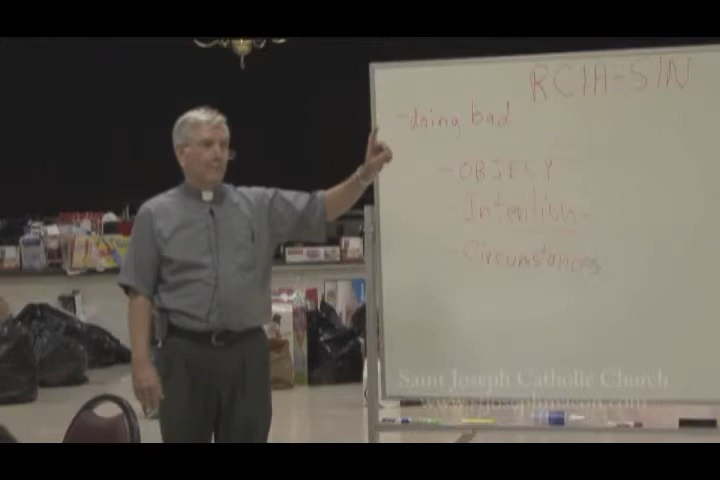 RCIA=SIN
- doing bad
- OBJECT
Intention -
- Circumstances
Saint Joseph Catholic Church